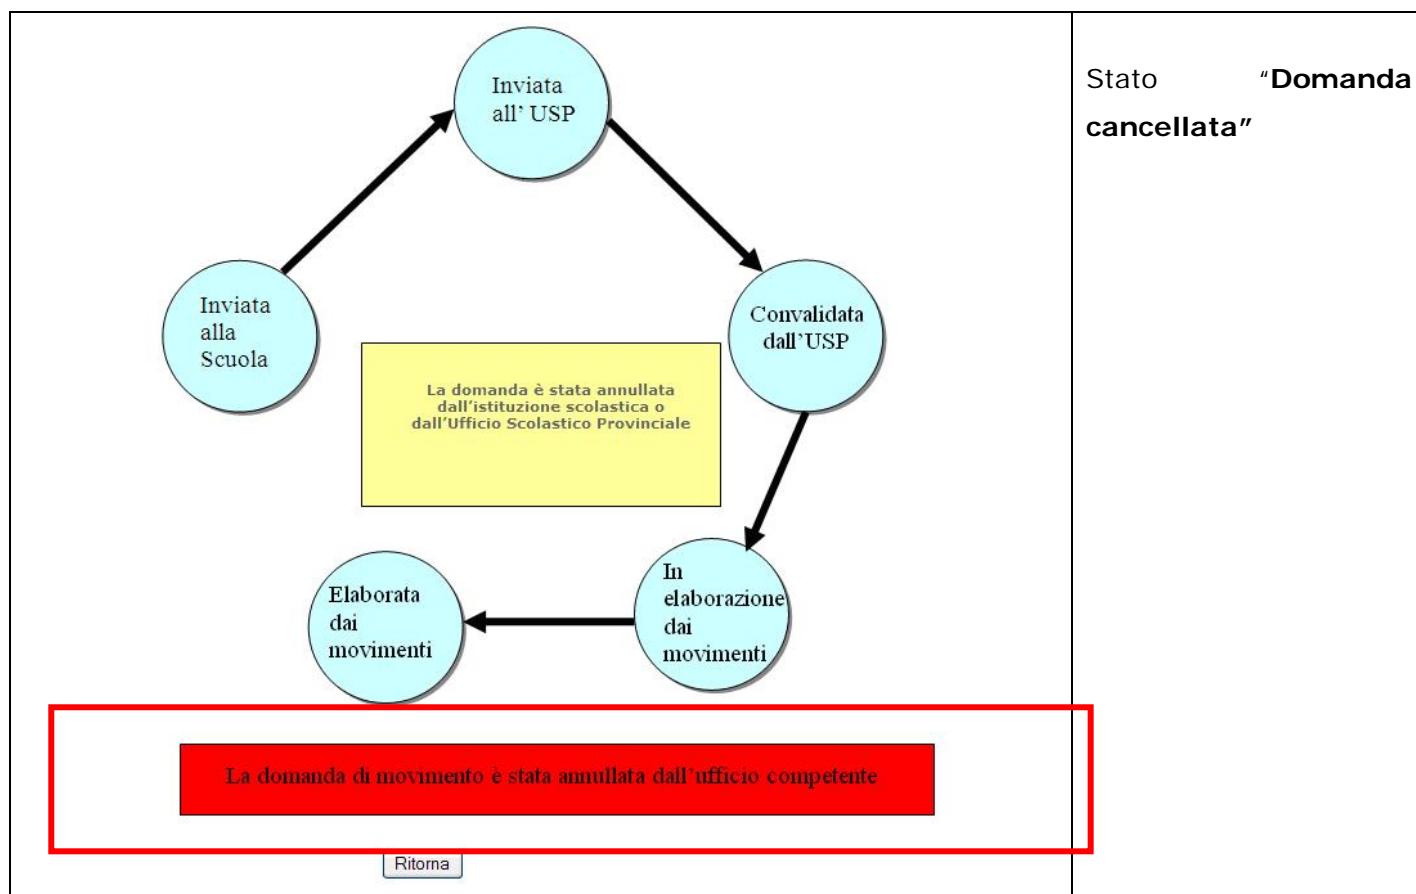 Inviata
all' USP
Stato "Domanda
cancellata"
Inviata
alla
Scuola
Convalidata
dall'USP
La domanda è stata annullata
dall'istituzione scolastica o
dall'Ufficio Scolastico Provinciale
In
elaborazione
dai
movimenti
Elaborata
dai
movimenti
La domanda di movimento è stata annullata dall'ufficio competente
Ritorna